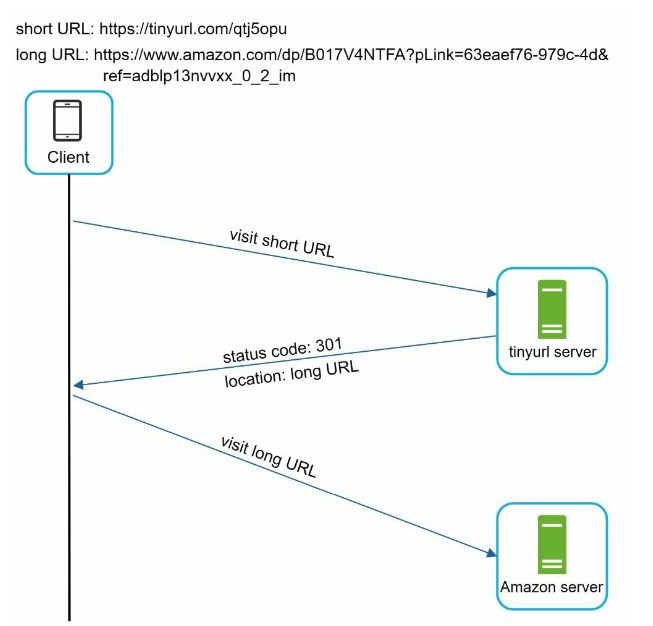 short URL: https://tinyurl.com/qtj5opu
long URL: https://www.amazon.com/dp/B017V4NTFA?pLink=63eaef76-979c-4d&
ref=adblp13nvvxx_0_2_im
Client
visit short URL
tinyurl server
status code: 301
location: long URL
visit long URL
Amazon server